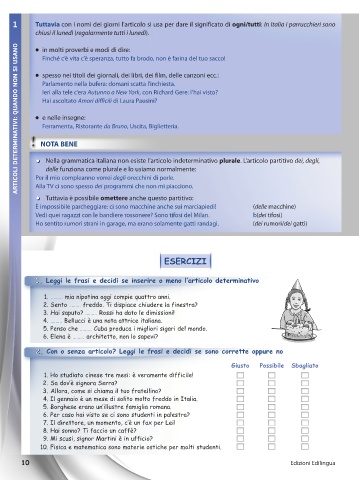 1
ARTICOLI DETERMINATIVI: QUANDO NON SI USANO
Tuttavia con i nomi dei giorni l'articolo si usa per dare il significato di ogni/tutti: In Italia i parrucchieri sono
chiusi il lunedì (regolarmente tutti i lunedì).
● in molti proverbi e modi di dire:
Finché c'è vita c'è speranza, tutto fa brodo, non è farina del tuo sacco!
● spesso nei titoli dei giornali, dei libri, dei film, delle canzoni ecc.:
Parlamento nella bufera: domani scatta l'inchiesta.
Ieri alla tele c'era Autunno a New York, con Richard Gere: l'hai visto?
Hai ascoltato Amori difficili di Laura Pausini?
● e nelle insegne:
Ferramenta, Ristorante da Bruno, Uscita, Biglietteria.
! NOTA BENE
Nella grammatica italiana non esiste l'articolo indeterminativo plurale. L'articolo partitivo dei, degli,
delle funziona come plurale e lo usiamo normalmente:
Per il mio compleanno vorrei degli orecchini di perle.
Alla TV ci sono spesso dei programmi che non mi piacciono.
Tuttavia è possibile omettere anche questo partitivo:
È impossibile parcheggiare: ci sono macchine anche sui marciapiedi! (delle macchine)
Vedi quei ragazzi con le bandiere rossonere? Sono tifosi del Milan. b(dei tifosi)
Ho sentito rumori strani in garage, ma erano solamente gatti randagi. (dei rumori/dei gatti)
ESERCIZI
1. Leggi le frasi e decidi se inserire o meno l'articolo determinativo
1. ........ mia nipotina oggi compie quattro anni.
2. Sento ........ freddo. Ti dispiace chiudere la finestra?
3. Hai saputo? ........ Rossi ha dato le dimissioni!
4. ........ Bellucci è una nota attrice italiana.
5. Penso che ........ Cuba produca i migliori sigari del mondo.
6. Elena è ........ architetto, non lo sapevi?
2. Con o senza articolo? Leggi le frasi e decidi se sono corrette oppure no
Giusto Possibile Sbagliato
1. Ho studiato cinese tre mesi: è veramente difficile!
2. Sa dov'è signora Serra?
3. Allora, come si chiama il tuo fratellino?
4. Il gennaio è un mese di solito molto freddo in Italia.
5. Borghese erano un'illustre famiglia romana.
6. Per caso hai visto se ci sono studenti in palestra?
7. Il direttore, un momento, c'è un fax per Lei!
8. Hai sonno? Ti faccio un caffè?
9. Mi scusi, signor Martini è in ufficio?
10. Fisica e matematica sono materie ostiche per molti studenti.
10
Edizioni Edilingua